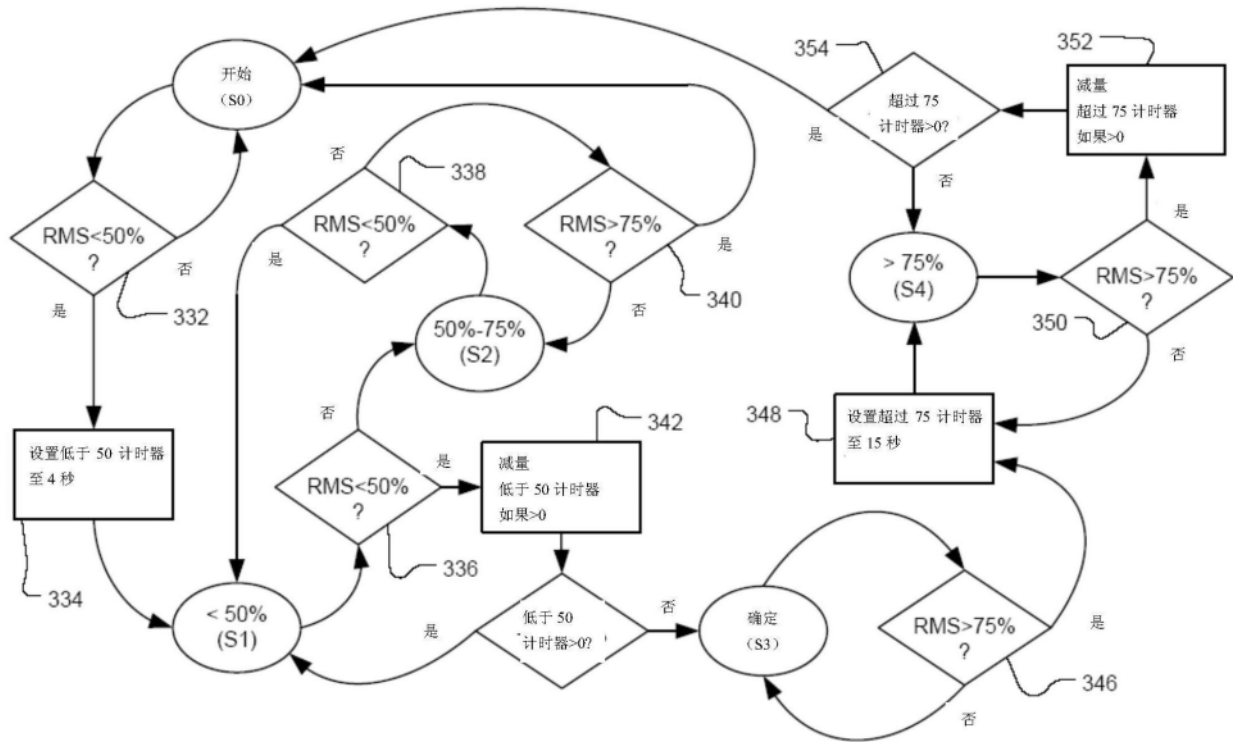 开始
（S0）
RMS<50%
?
否
是
332
设置低于 50 计时器
至 4 秒
334
< 50%
(S1)
RMS<50%
?
否
是
336
50%-75%
(S2)
RMS<50%
?
否
是
338
RMS>75%
?
是
否
340
减量
低于 50 计时器
如果>0
342
低于 50
计时器>0?
是
否
确定
（S3）
RMS>75%
?
是
否
346
设置超过 75 计时器
至 15 秒
348
> 75%
(S4)
RMS>75%
?
是
否
350
减量
超过 75 计时器
如果>0
352
超过 75
计时器>0?
是
否
354